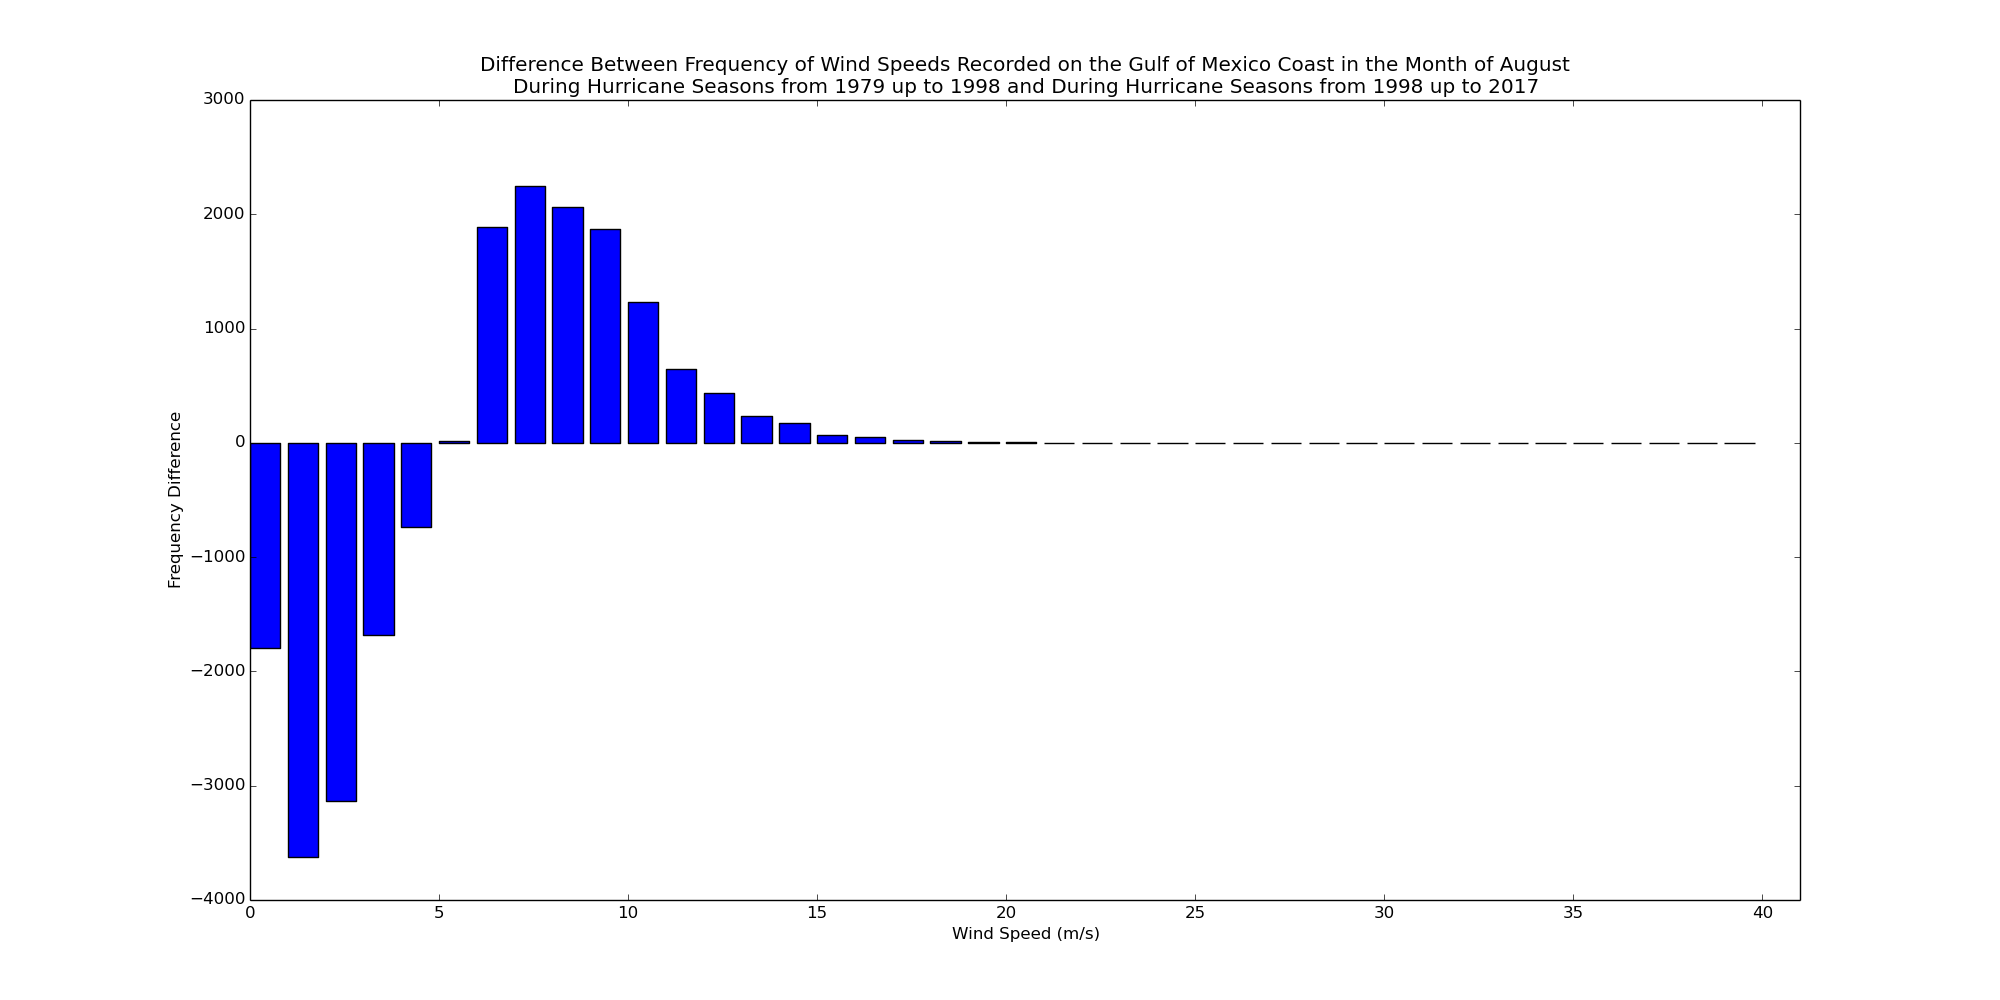 Difference Between Frequency of Wind Speeds Recorded on the Gulf of Mexico Coast in the Month of August
During Hurricane Seasons from 1979 up to 1998 and During Hurricane Seasons from 1998 up to 2017
3000
2000
1000
0
−1000
−2000
−3000
−4000
Frequency Difference
0 5 10 15 20 25 30 35 40
Wind Speed (m/s)